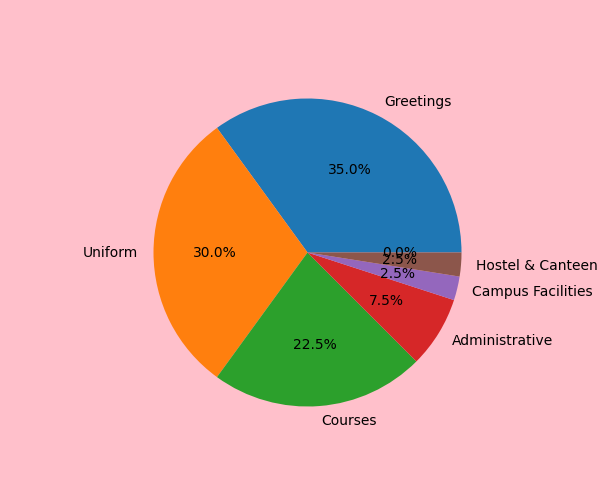 Greetings
35.0%
Uniform
30.0%
0.0%
2.5%
Hostel & Canteen
2.5%
Campus Facilities
7.5%
Administrative
22.5%
Courses